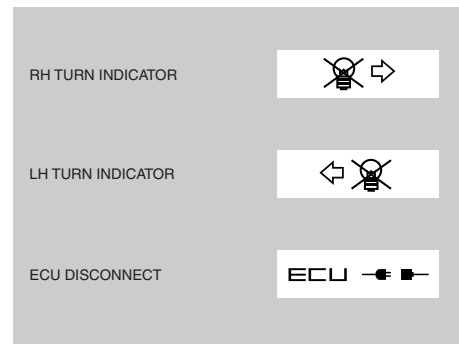 RH TURN INDICATOR
LH TURN INDICATOR
ECU DISCONNECT ECU